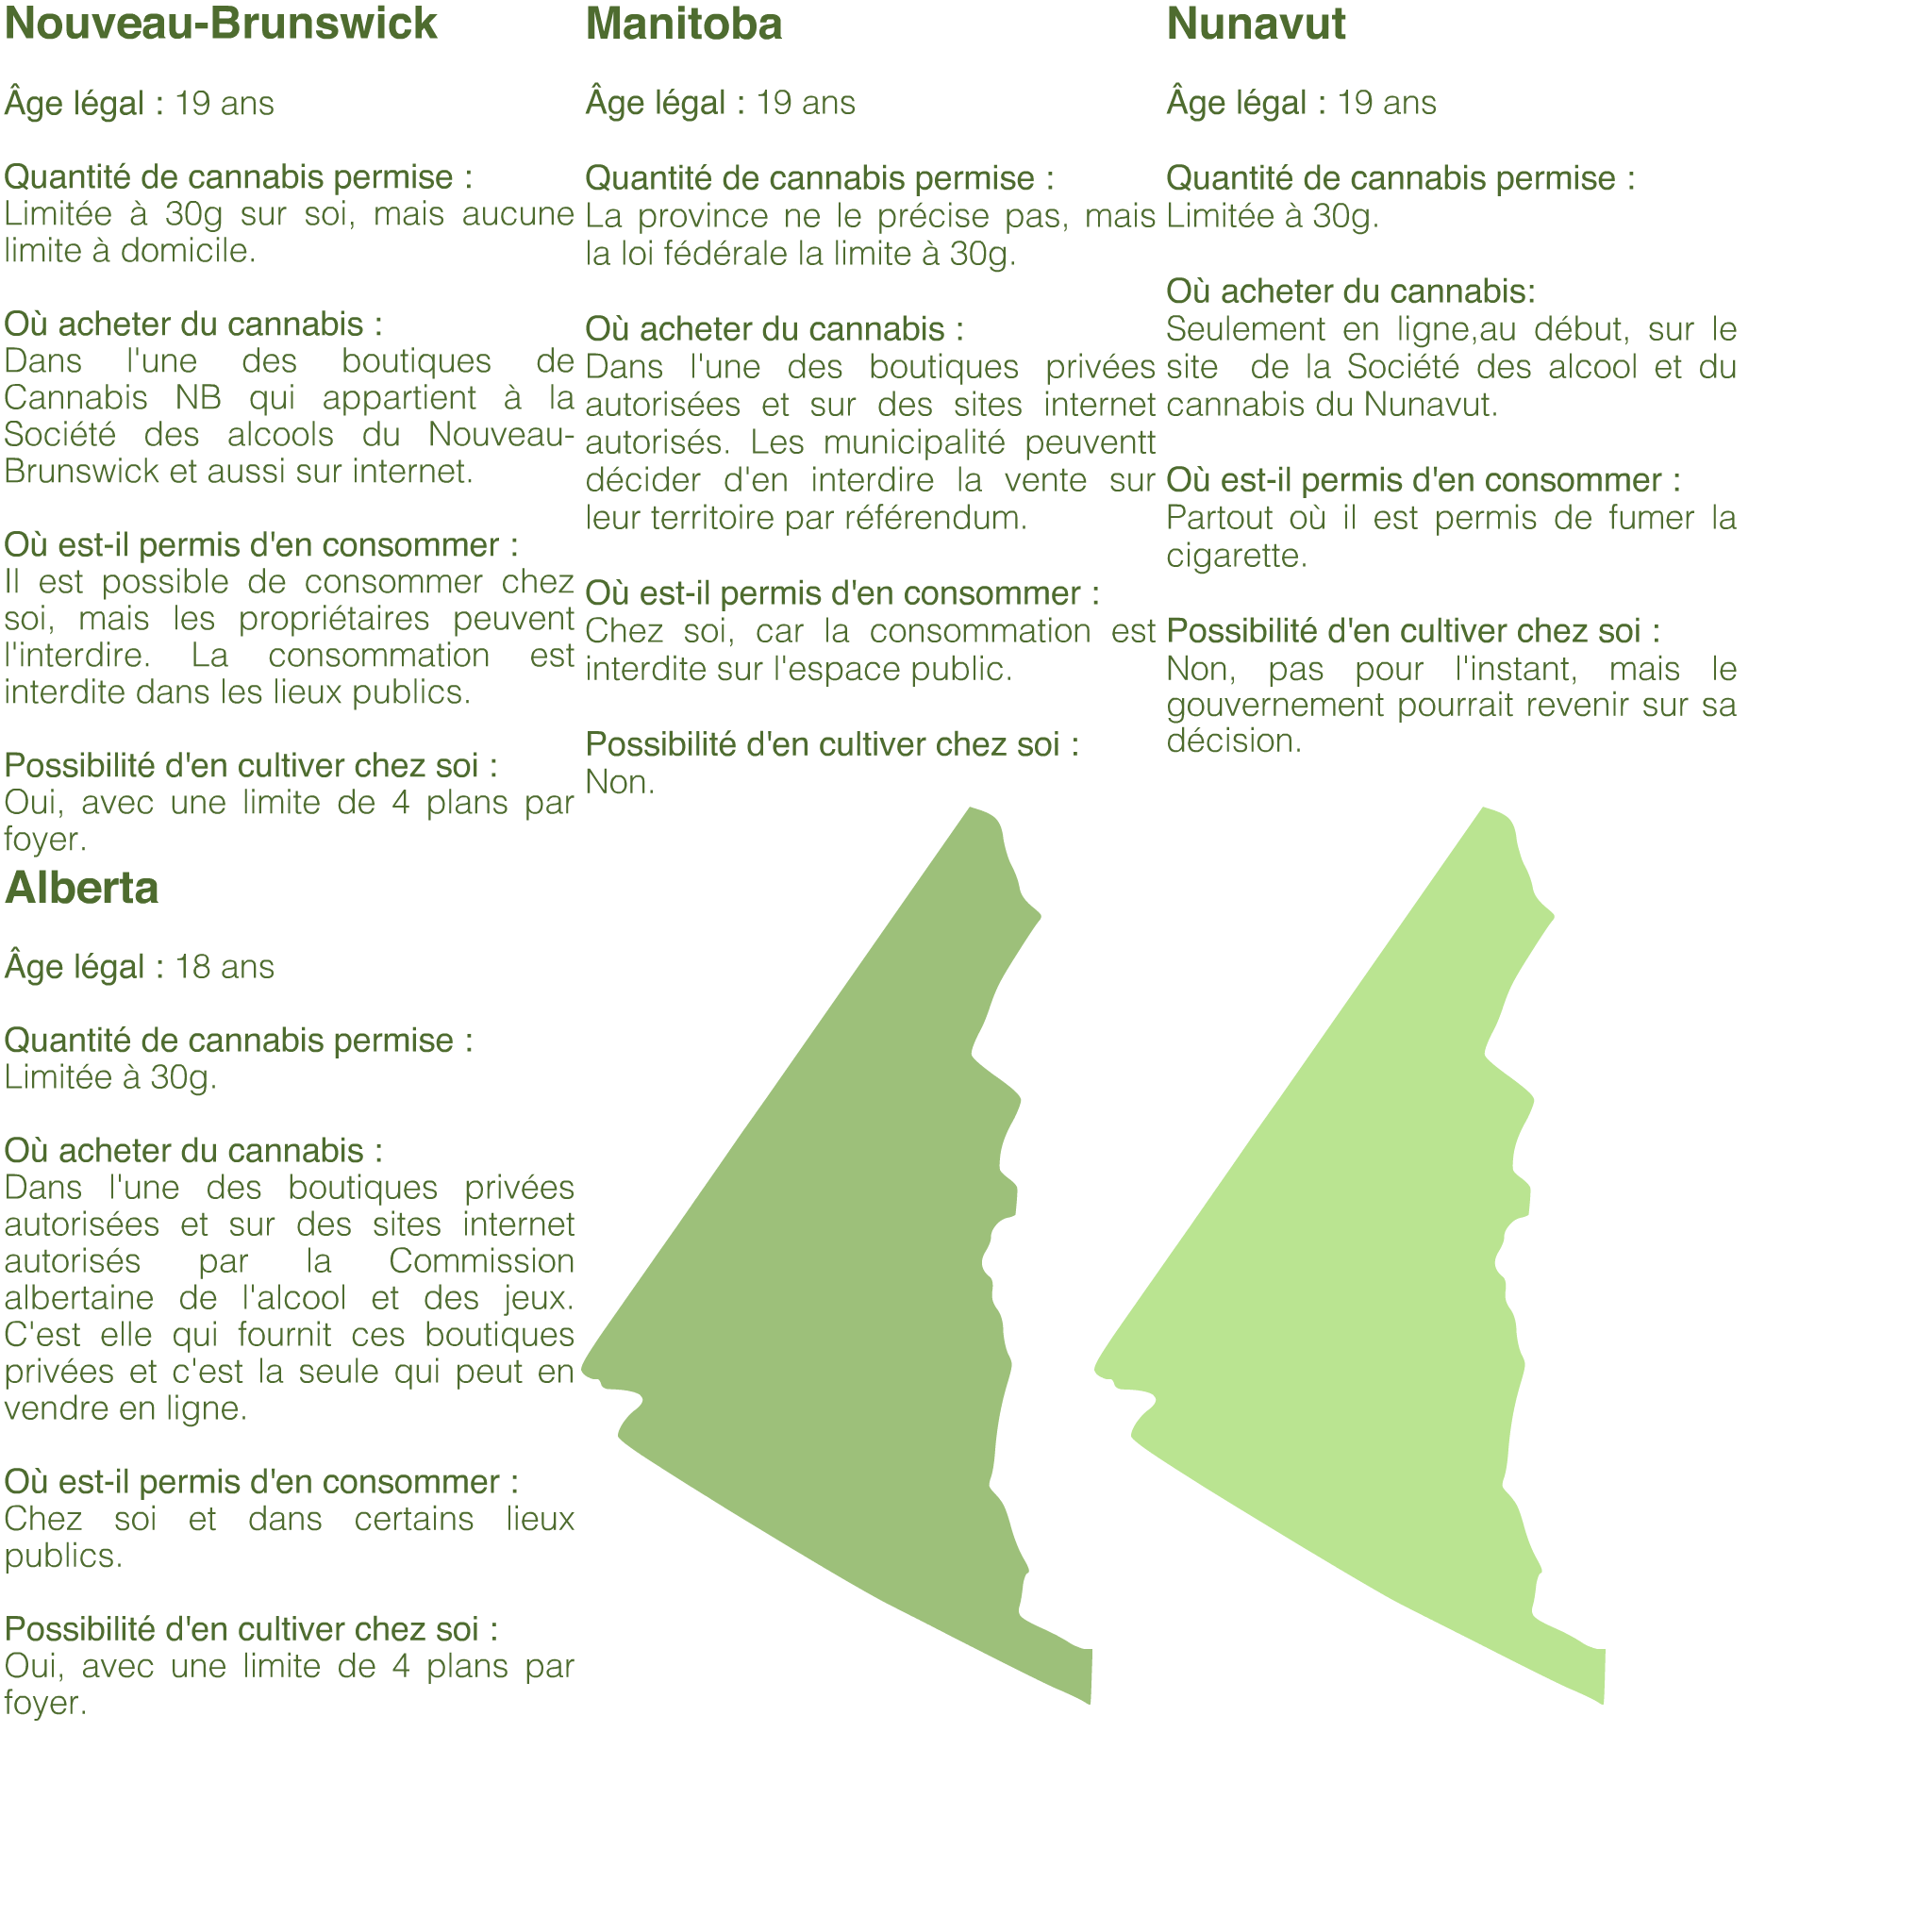 Nouveau-Brunswick
Âge légal : 19 ans
Quantité de cannabis permise :
Limitée à 30g sur soi, mais aucune
limite à domicile.
Où acheter du cannabis :
Dans l'une des boutiques de
Cannabis NB qui appartient à la
Société des alcools du Nouveau-
Brunswick et aussi sur internet.
Où est-il permis d'en consommer :
Il est possible de consommer chez
soi, mais les propriétaires peuvent
l'interdire. La consommation est
interdite dans les lieux publics.
Possibilité d'en cultiver chez soi :
Oui, avec une limite de 4 plans par
foyer.
Manitoba
Âge légal : 19 ans
Quantité de cannabis permise :
La province ne le précise pas, mais
la loi fédérale la limite à 30g.
Où acheter du cannabis :
Dans l'une des boutiques privées
autorisées et sur des sites internet
autorisés. Les municipalité peuventt
décider d'en interdire la vente sur
leur territoire par référendum.
Où est-il permis d'en consommer :
Chez soi, car la consommation est
interdite sur l'espace public.
Possibilité d'en cultiver chez soi :
Non.
Nunavut
Âge légal : 19 ans
Quantité de cannabis permise :
Limitée à 30g.
Où acheter du cannabis:
Seulement en ligne,au début, sur le
site de la Société des alcool et du
cannabis du Nunavut.
Où est-il permis d'en consommer :
Partout où il est permis de fumer la
cigarette.
Possibilité d'en cultiver chez soi :
Non, pas pour l'instant, mais le
gouvernement pourrait revenir sur sa
décision.
Alberta
Âge légal : 18 ans
Quantité de cannabis permise :
Limitée à 30g.
Où acheter du cannabis :
Dans l'une des boutiques privées
autorisées et sur des sites internet
autorisés par la Commission
albertaine de l'alcool et des jeux.
C'est elle qui fournit ces boutiques
privées et c'est la seule qui peut en
vendre en ligne.
Où est-il permis d'en consommer :
Chez soi et dans certains lieux
publics.
Possibilité d'en cultiver chez soi :
Oui, avec une limite de 4 plans par
foyer.